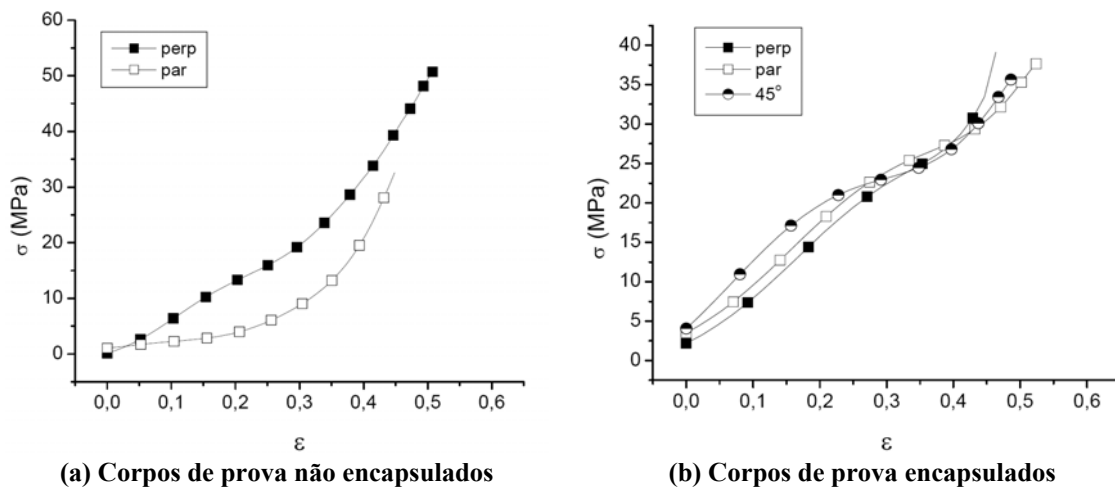 60
50
40
30
20
10
0
σ (MPa)
perp
par
0,0 0,1 0,2 0,3 0,4 0,5 0,6
ε
(a) Corpos de prova não encapsulados
40
35
30
25
20
15
10
5
0
σ (MPa)
perp
par
45°
0,0 0,1 0,2 0,3 0,4 0,5 0,6
ε
(b) Corpos de prova encapsulados